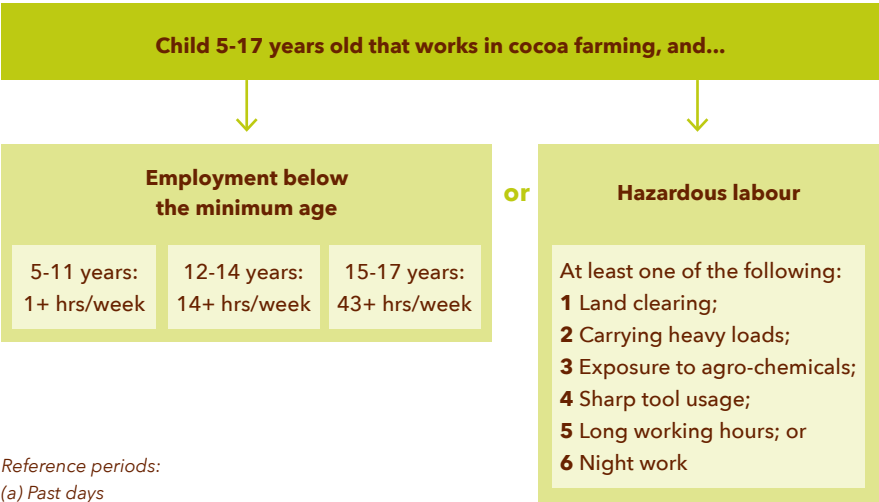 Child 5-17 years old that works in cocoa farming, and...
Employment below
the minimum age
5-11 years:
1+ hrs/week
12-14 years:
14+ hrs/week
15-17 years:
43+ hrs/week
or
Hazardous labour
At least one of the following:
1 Land clearing;
2 Carrying heavy loads;
3 Exposure to agro-chemicals;
4 Sharp tool usage;
5 Long working hours; or
6 Night work
Reference periods:
(a) Past days